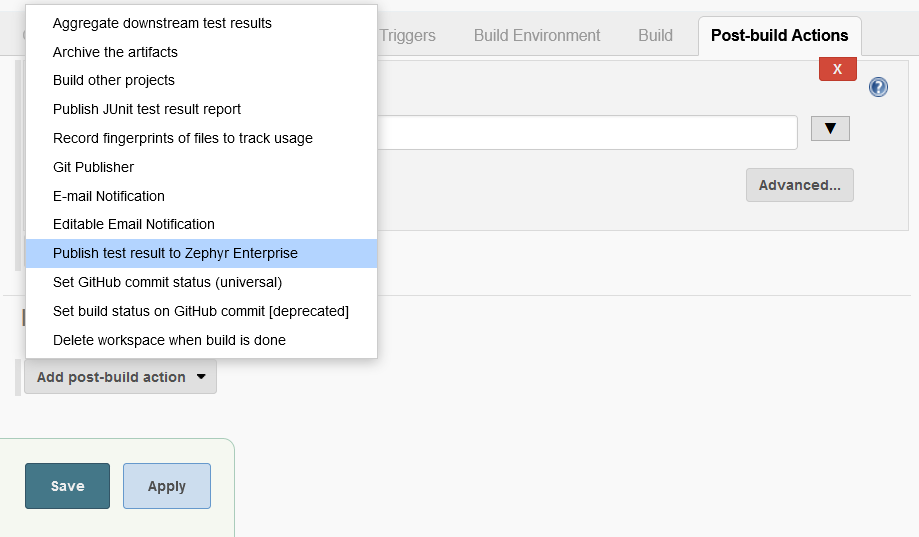 Aggregate downstream test results
Archive the artifacts
Build other projects
Publish JUnit test result report
Record fingerprints of files to track usage
Git Publisher
E-mail Notification
Editable Email Notification
Publish test result to Zephyr Enterprise
Set GitHub commit status (universal)
Set build status on GitHub commit [deprecated]
Delete workspace when build is done
Triggers Build Environment Build Post-build Actions
X
?
▼
Advanced...
Add post-build action
Save Apply